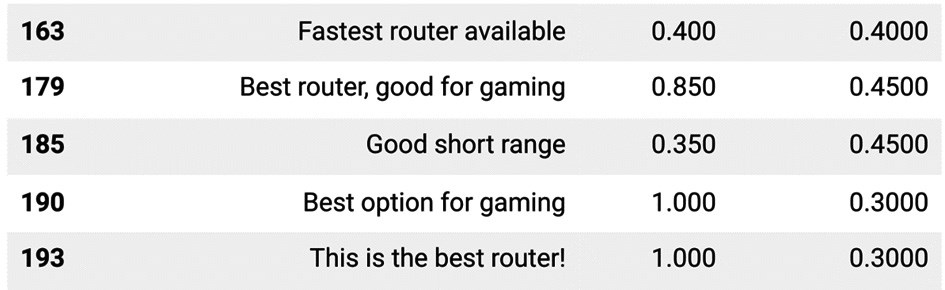 163 Fastest router available 0.400 0.4000
179 Best router, good for gaming 0.850 0.4500
185 Good short range 0.350 0.4500
190 Best option for gaming 1.000 0.3000
193 This is the best router! 1.000 0.3000